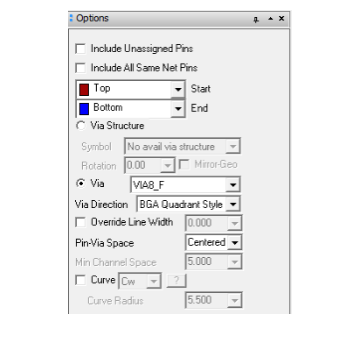 Options
Include Unassigned Pins
Include All Same Net Pins
Top Start
Bottom End
Via Structure
Symbol No avail via structure
Rotation 0.00 Mirror-Geo
Via VIA8_F
Via Direction BGA Quadrant Style
Override Line Width 0.000
Pin-Via Space Centered
Min Channel Space 5.000
Curve Cw ?
Curve Radius 5.500